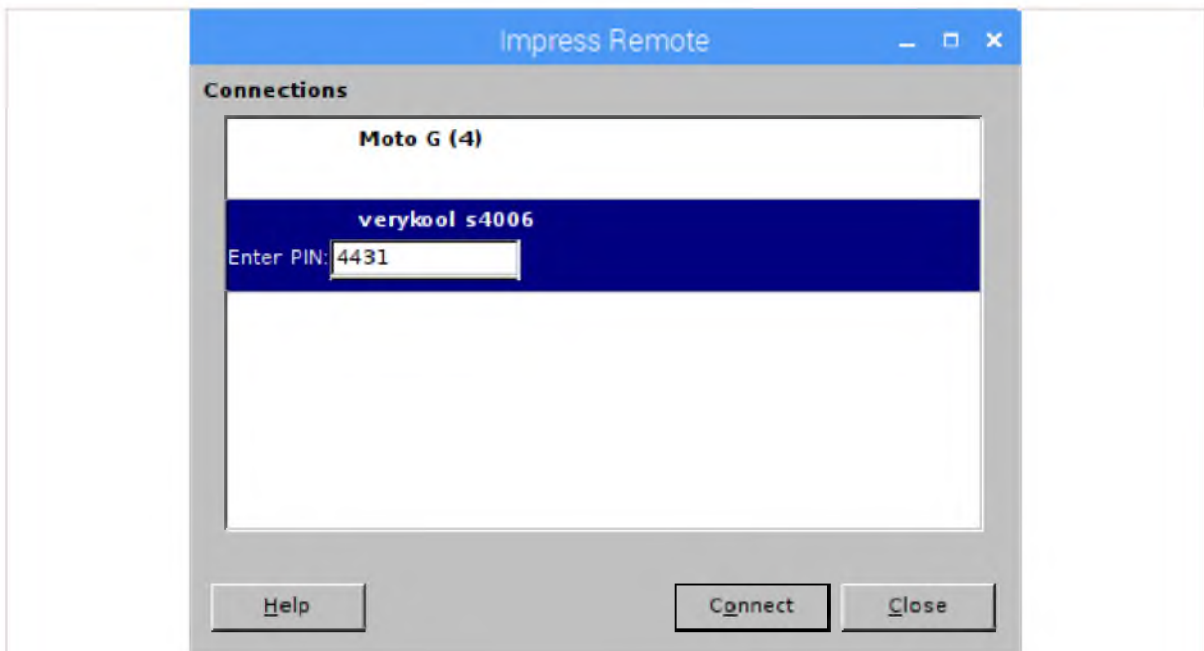 Impress Remote
Connections
Moto G (4)
verykool s4006
Enter PIN: 4431
Help Connect Close